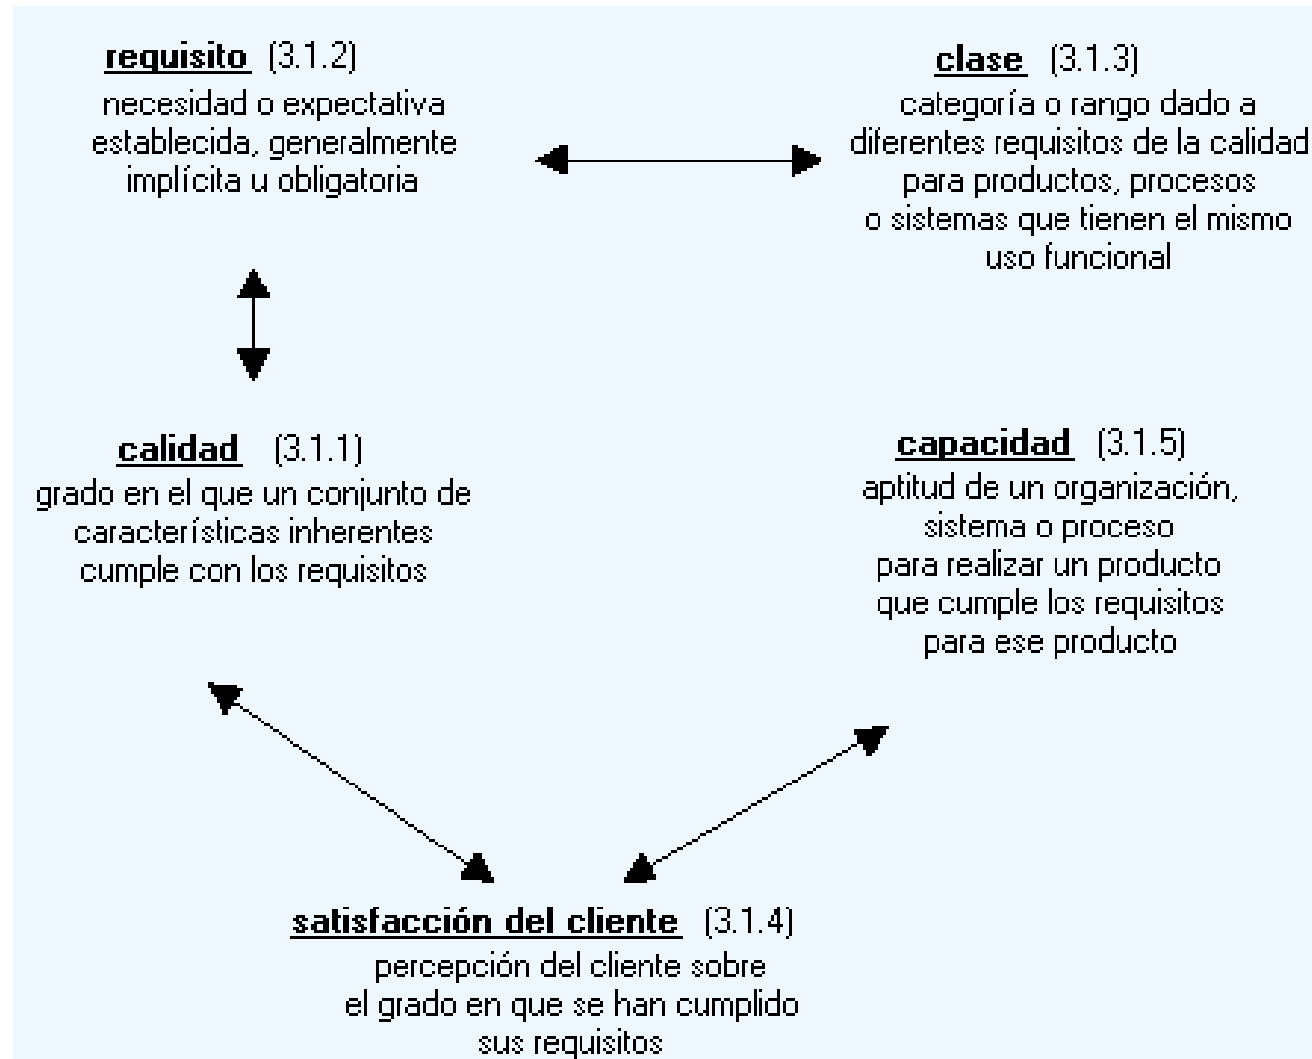 requisito (3.1.2)
necesidad o expectativa
establecida, generalmente
implícita u obligatoria
clase (3.1.3)
categoría o rango dado a
diferentes requisitos de la calidad
para productos, procesos
o sistemas que tienen el mismo
uso funcional
calidad (3.1.1)
grado en el que un conjunto de
características inherentes
cumple con los requisitos
capacidad (3.1.5)
aptitud de un organización,
sistema o proceso
para realizar un producto
que cumple los requisitos
para ese producto
satisfacción del cliente (3.1.4)
percepción del cliente sobre
el grado en que se han cumplido
sus requisitos